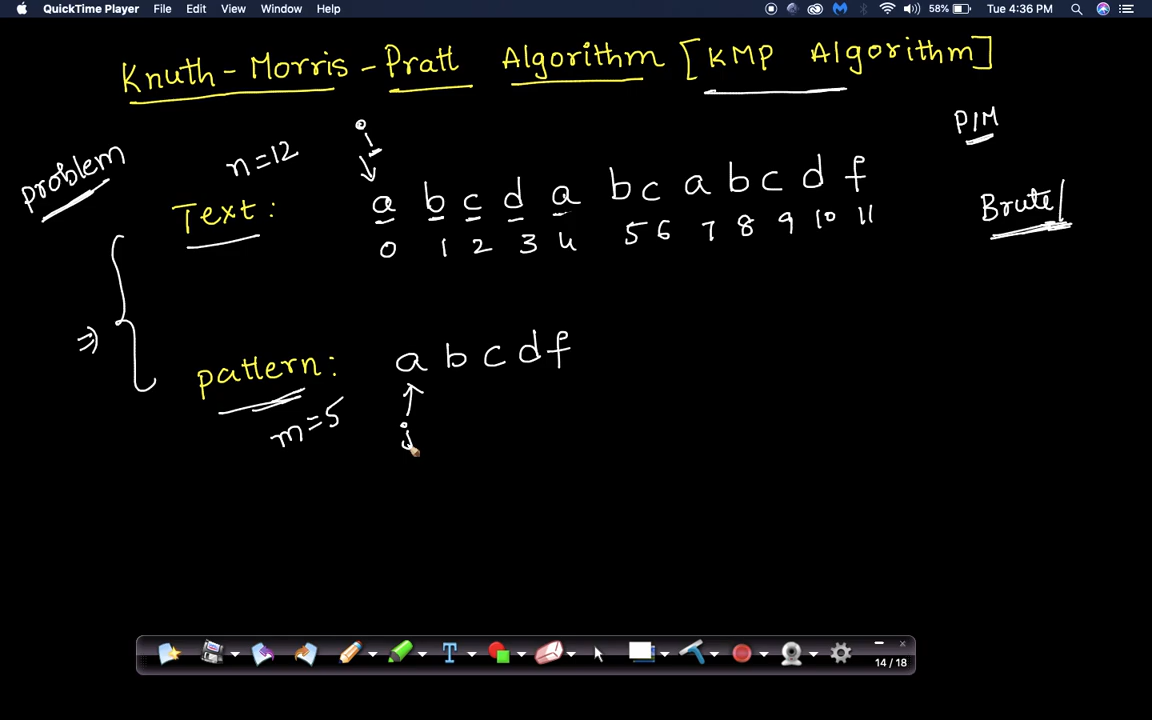 QuickTime Player File Edit View Window Help 58% Tue 4:36 PM
Knuth-Morris-Pratt Algorithm [KMP Algorithm]
P/M
problem
n=12
i
Text: a b c d a b c a b c d f
0 1 2 3 4 5 6 7 8 9 10 11
Brute/
⇒
pattern: a b c d f
m=5
j
T
14 / 18